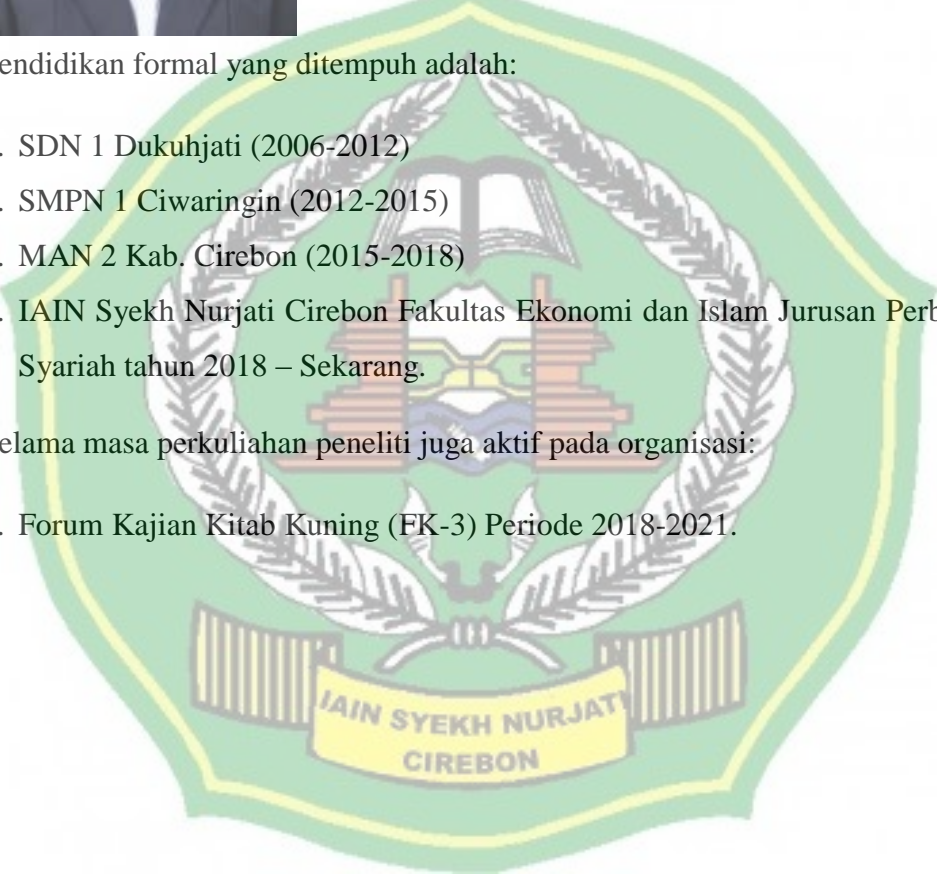 endidikan formal yang ditempuh adalah:
. SDN 1 Dukuhjati (2006-2012)
. SMPN 1 Ciwaringin (2012-2015)
. MAN 2 Kab. Cirebon (2015-2018)
. IAIN Syekh Nurjati Cirebon Fakultas Ekonomi dan Islam Jurusan Perb
Syariah tahun 2018 – Sekarang.
elama masa perkuliahan peneliti juga aktif pada organisasi:
. Forum Kajian Kitab Kuning (FK-3) Periode 2018-2021.
IAIN SYEKH NURJATI
CIREBON